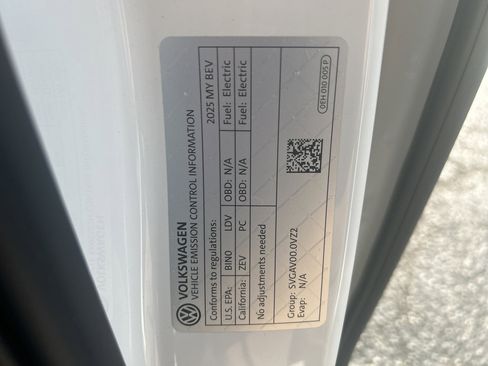 VOLKSWAGEN
VEHICLE EMISSION CONTROL INFORMATION
Conforms to regulations: 2025 MY BEV
U.S. EPA: BIN0 LDV OBD: N/A Fuel: Electric
California: ZEV PC OBD: N/A Fuel: Electric
No adjustments needed
Group: SVGAV00.0VZ2
Evap: N/A
0EH 010 005 P